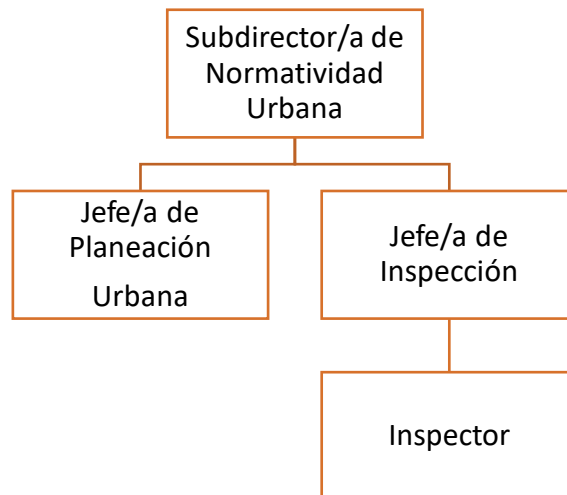 Subdirector/a de
Normatividad
Urbana
Jefe/a de
Planeación
Urbana
Jefe/a de
Inspección
Inspector